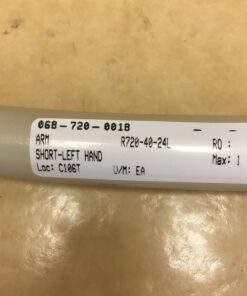 068-720-0018 - -
ARM R720-40-24L RO :
SHORT-LEFT HAND Max: 1
Loc: C106T U/M: EA